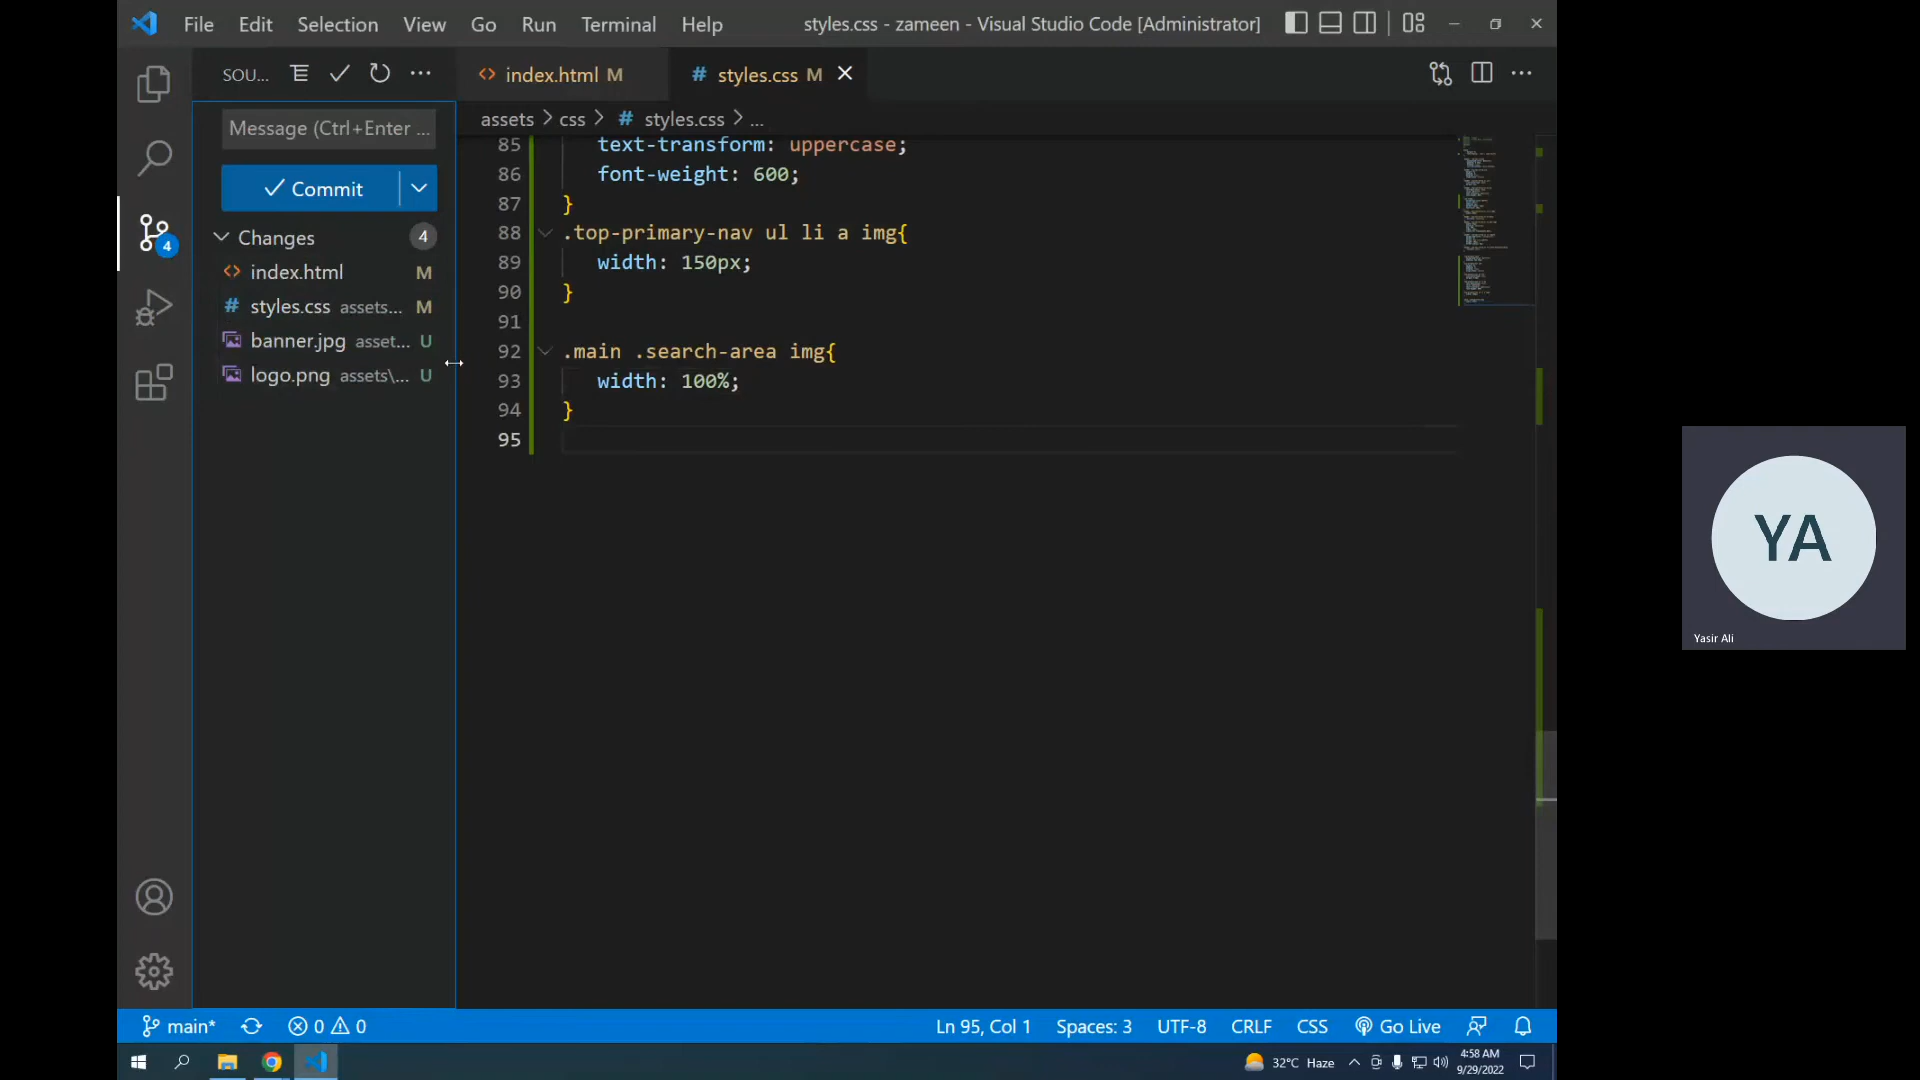 File Edit Selection View Go Run Terminal Help
styles.css - zameen - Visual Studio Code [Administrator]
SOU...
index.html M
styles.css M
assets > css > # styles.css > ...
Message (Ctrl+Enter ...
Commit
Changes 4
index.html M
styles.css assets... M
banner.jpg asset... U
logo.png assets\... U
4
85 text-transform: uppercase;
86 font-weight: 600;
87 }
88 .top-primary-nav ul li a img{
89 width: 150px;
90 }
91
92 .main .search-area img{
93 width: 100%;
94 }
95
YA
Yasir Ali
main* 0 0
Ln 95, Col 1 Spaces: 3 UTF-8 CRLF CSS Go Live
32°C Haze
4:58 AM
9/29/2022